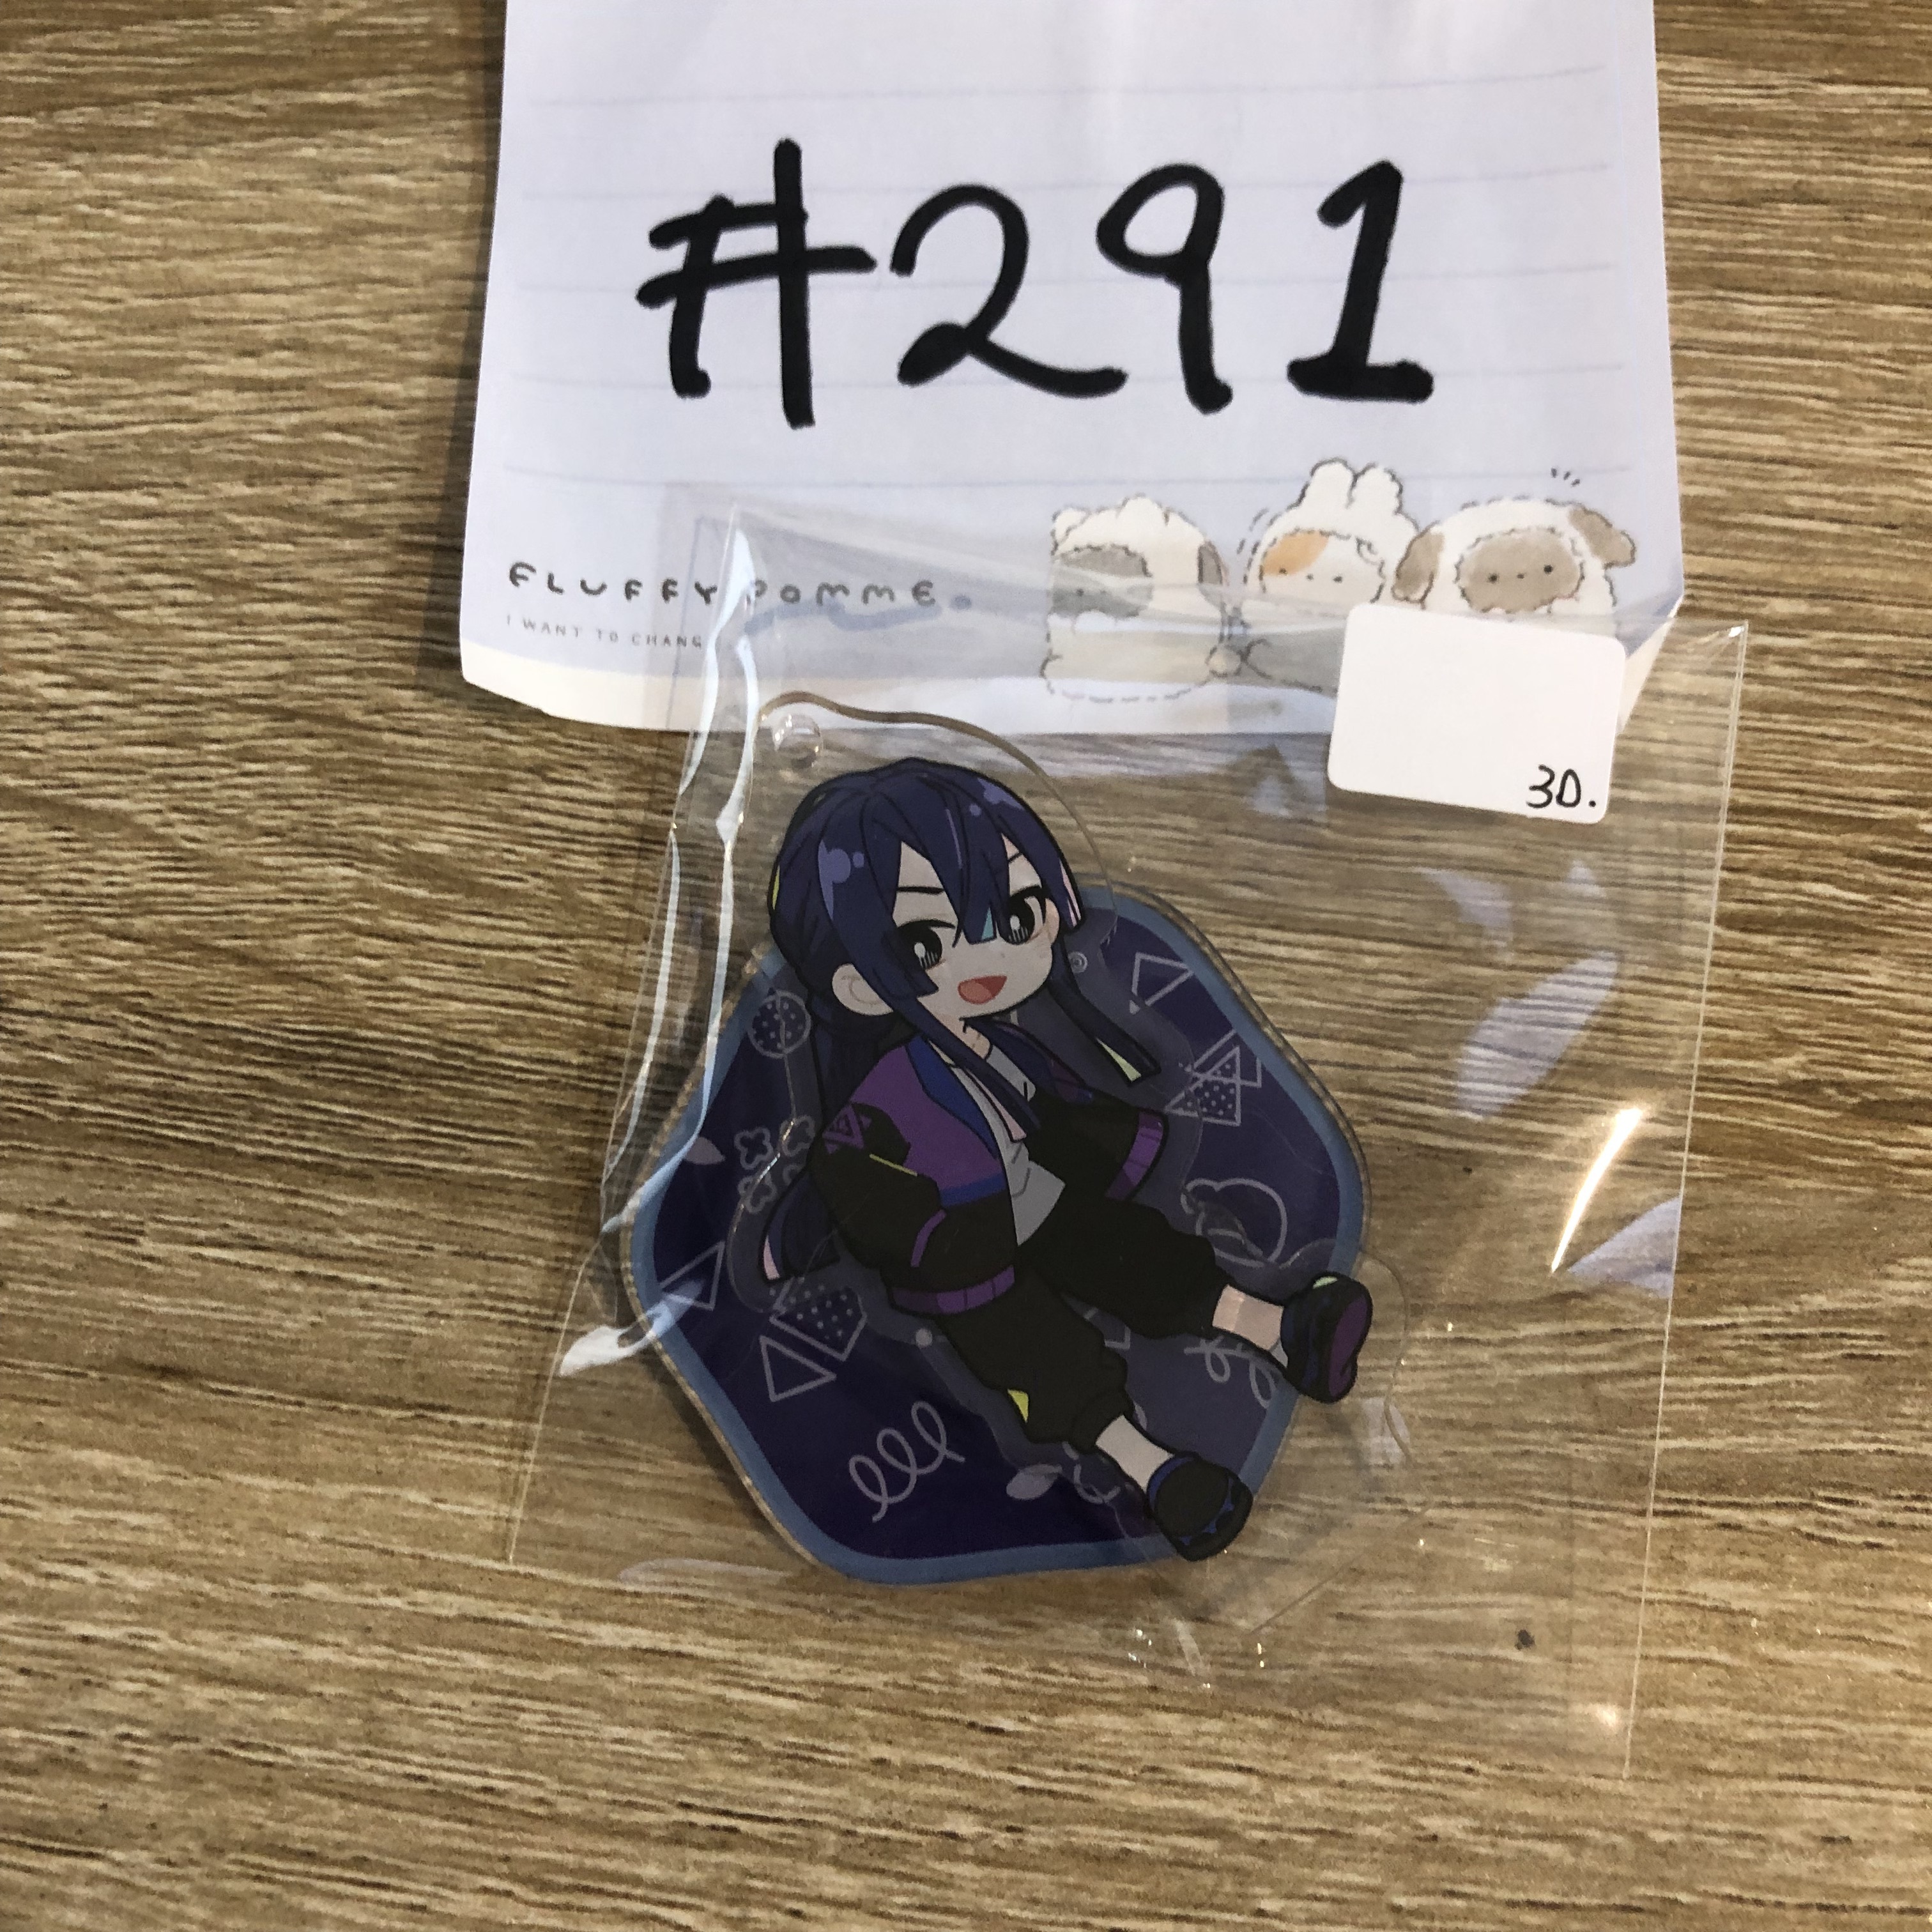 #291
FLUFFY POMME.
I WANT TO CHANG
30.